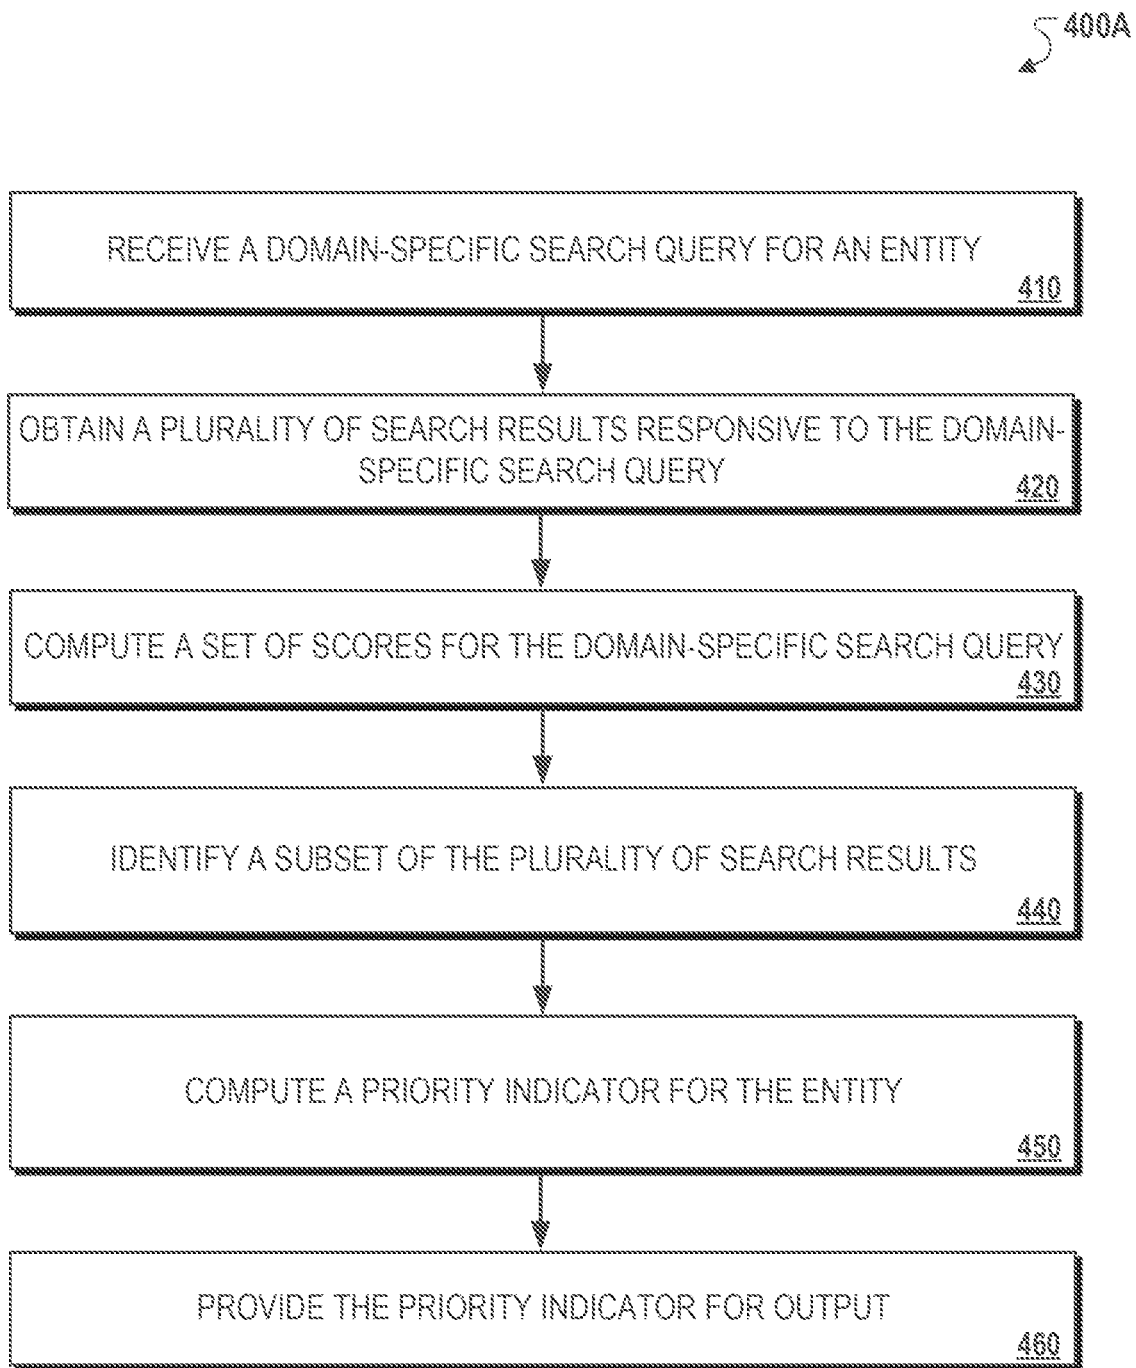 400A
RECEIVE A DOMAIN-SPECIFIC SEARCH QUERY FOR AN ENTITY
410
OBTAIN A PLURALITY OF SEARCH RESULTS RESPONSIVE TO THE DOMAIN-
SPECIFIC SEARCH QUERY
420
COMPUTE A SET OF SCORES FOR THE DOMAIN-SPECIFIC SEARCH QUERY
430
IDENTIFY A SUBSET OF THE PLURALITY OF SEARCH RESULTS
440
COMPUTE A PRIORITY INDICATOR FOR THE ENTITY
450
PROVIDE THE PRIORITY INDICATOR FOR OUTPUT
460